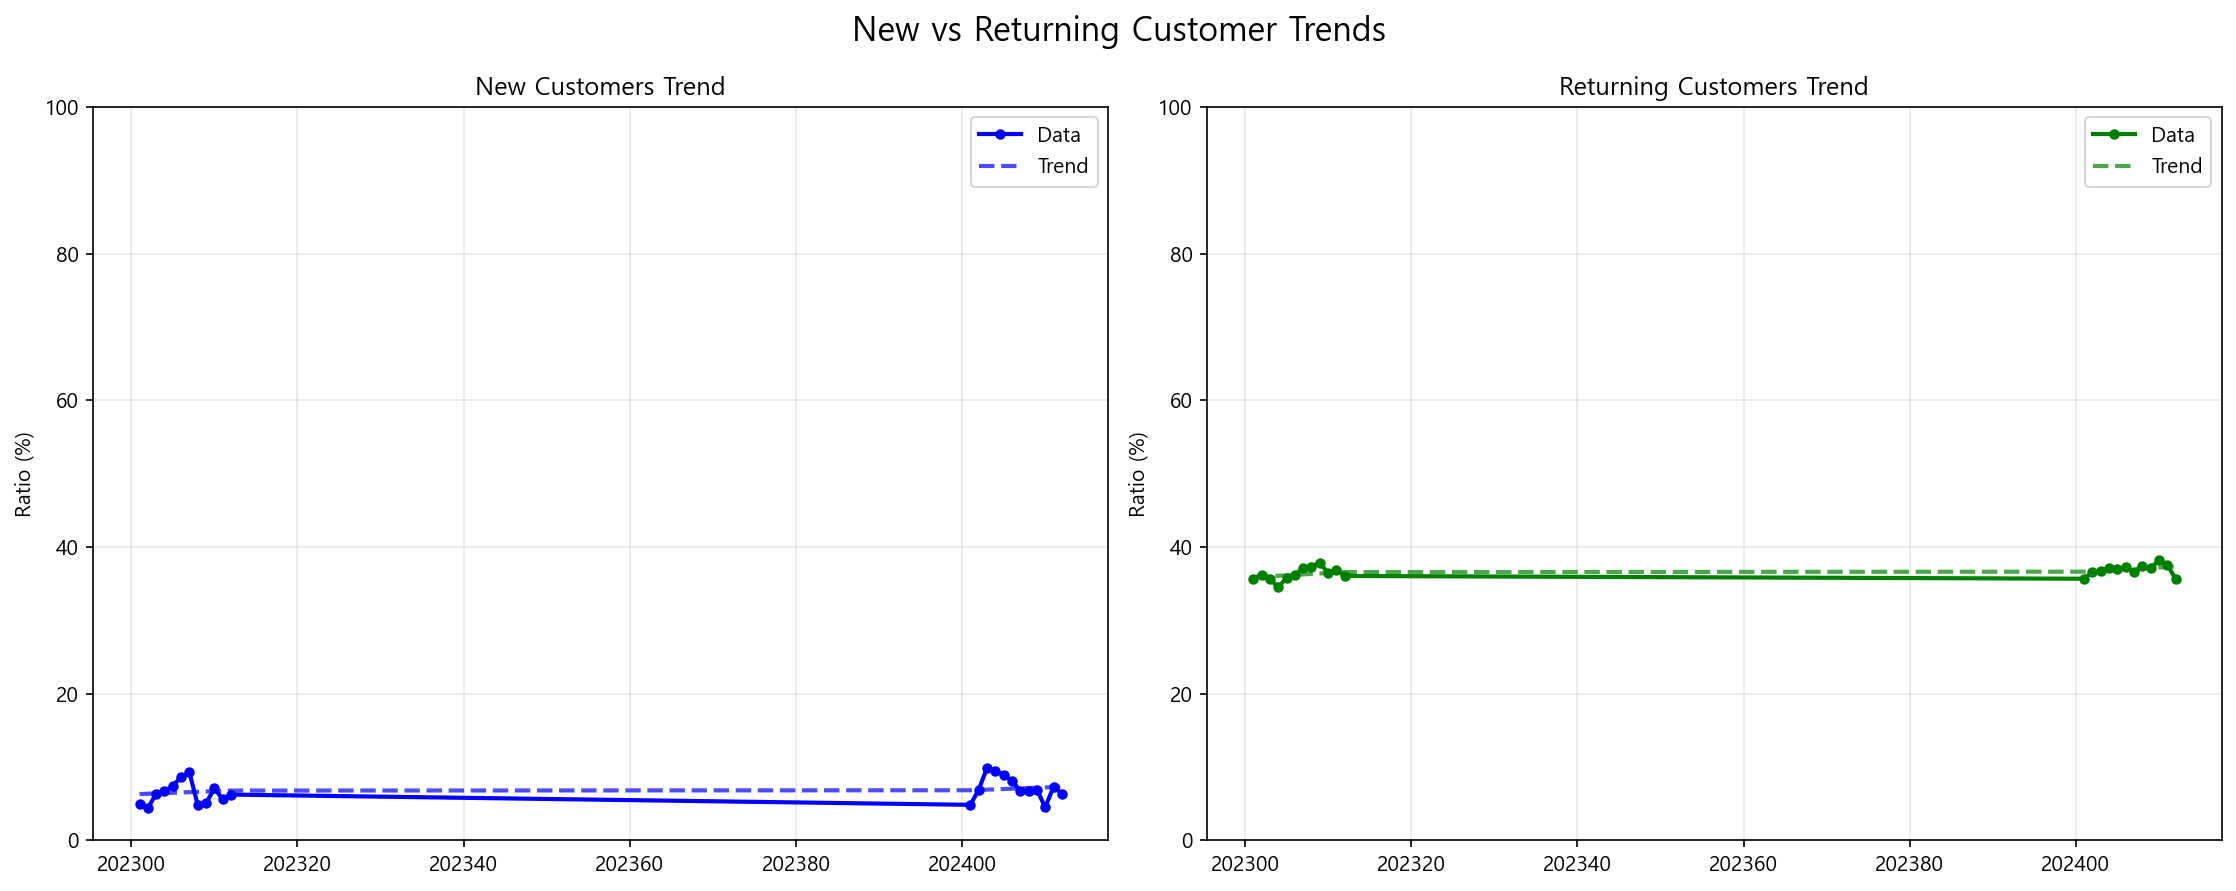 New vs Returning Customer Trends
New Customers Trend
100
80
60
40
20
0
Ratio (%)
202300
202320
202340
202360
202380
202400
Data
Trend
Returning Customers Trend
100
80
60
40
20
0
Ratio (%)
202300
202320
202340
202360
202380
202400
Data
Trend